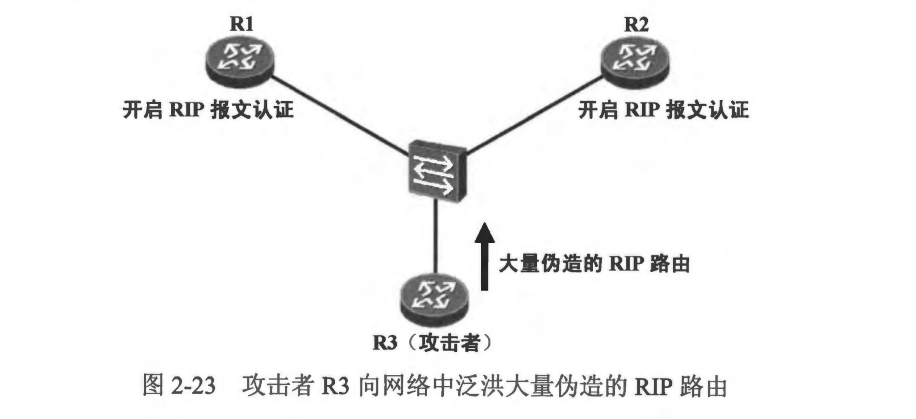 R1
R2
开启 RIP 报文认证
开启 RIP 报文认证
大量伪造的 RIP 路由
R3（攻击者）
图 2-23 攻击者 R3 向网络中泛洪大量伪造的 RIP 路由